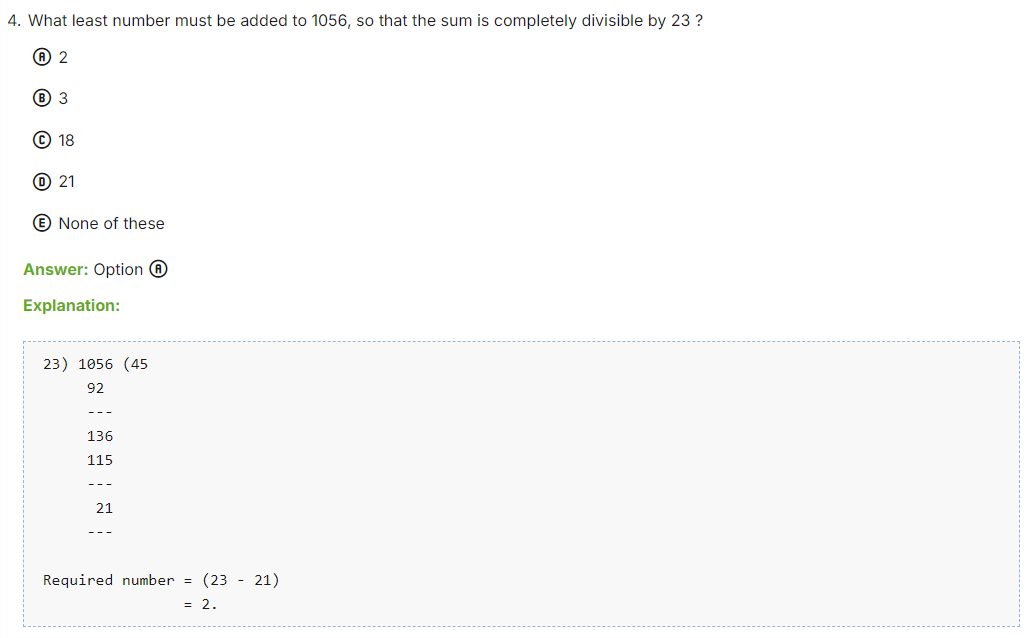 4. What least number must be added to 1056, so that the sum is completely divisible by 23 ?
Ⓐ 2
Ⓑ 3
Ⓒ 18
Ⓓ 21
Ⓔ None of these
Answer: Option Ⓐ
Explanation:
23) 1056 (45
92
---
136
115
---
21
---
Required number = (23 - 21)
= 2.